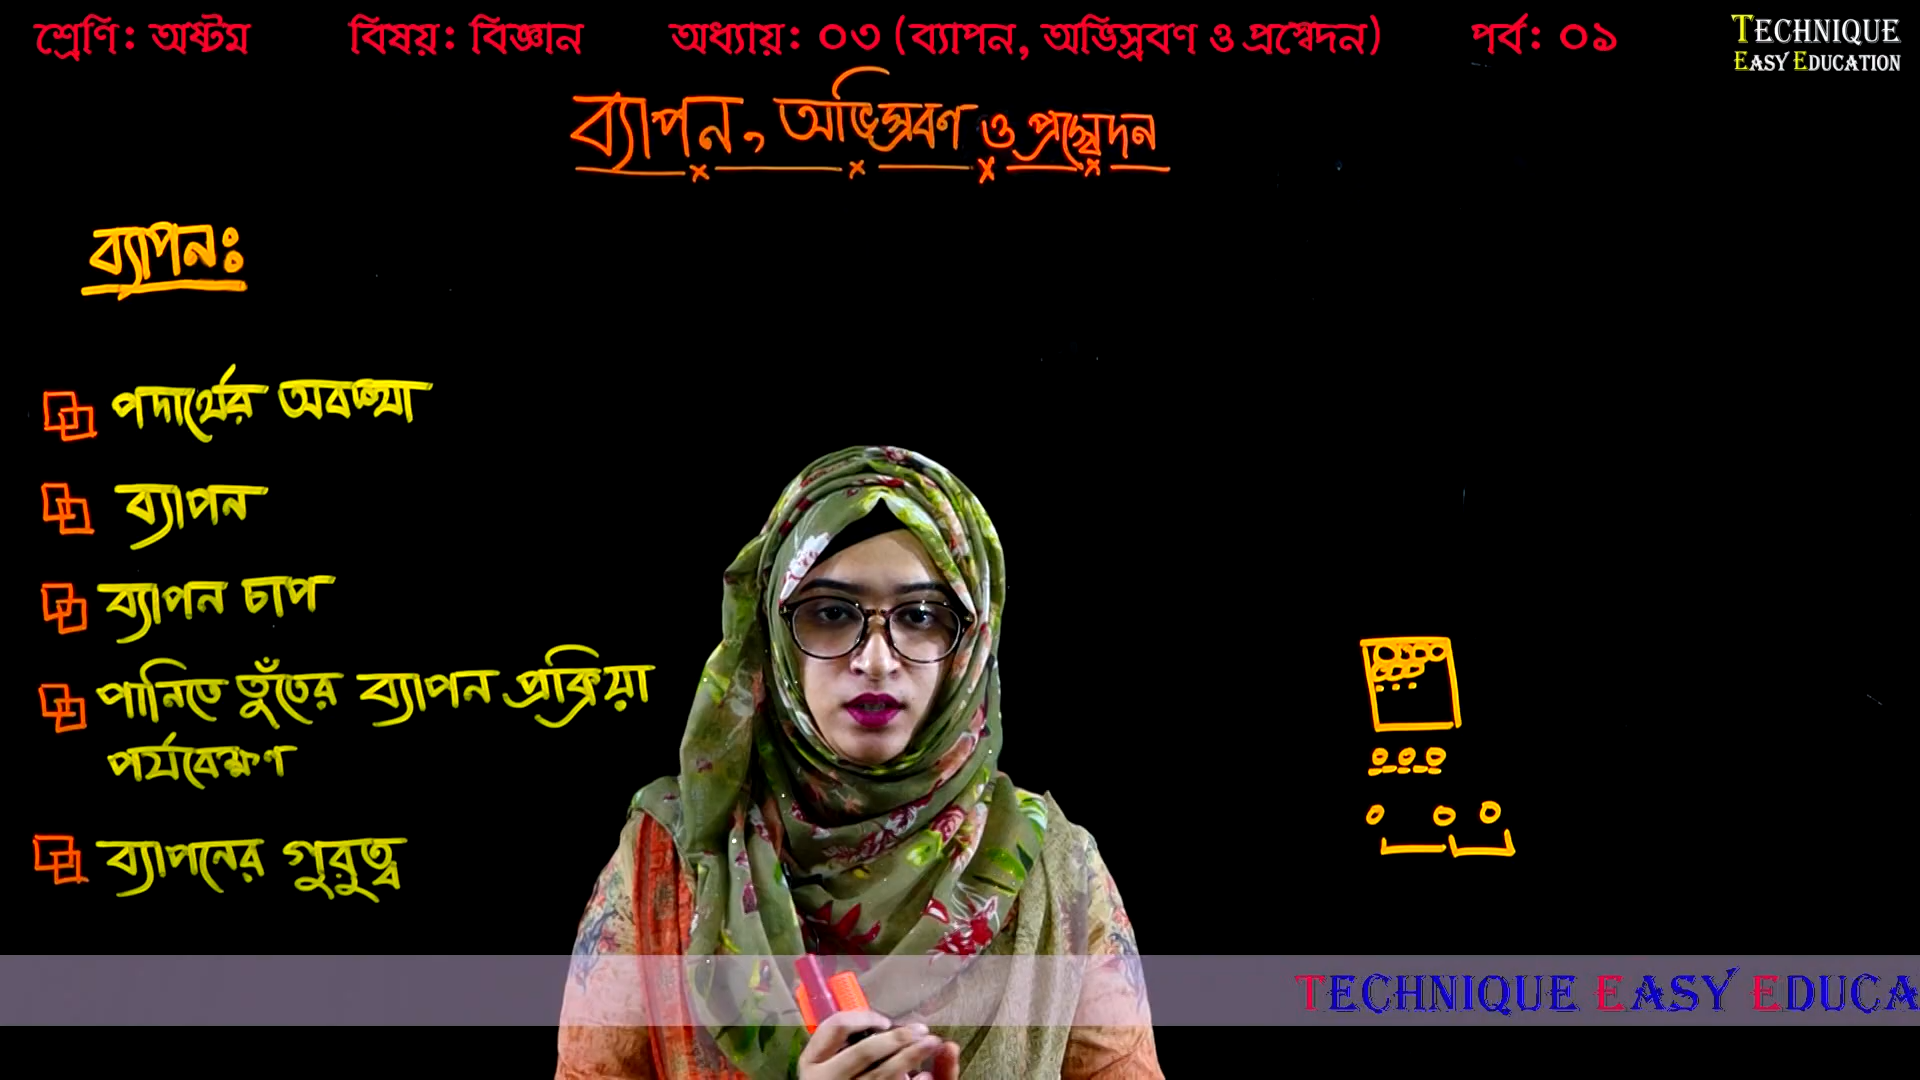 শ্রেণি: অষ্টম বিষয়: বিজ্ঞান অধ্যায়: ০৩ (ব্যাপন, অভিস্রবণ ও প্রস্বেদন) পর্ব: ০১
TECHNIQUE
EASY EDUCATION
ব্যাপন, অভিস্রবণ ও প্রস্বেদন
ব্যাপনঃ
পদার্থের অবস্থা
ব্যাপন
ব্যাপন চাপ
পানিতে তুঁতের ব্যাপন প্রক্রিয়া
পর্যবেক্ষণ
ব্যাপনের গুরুত্ব
TECHNIQUE EASY EDUCA